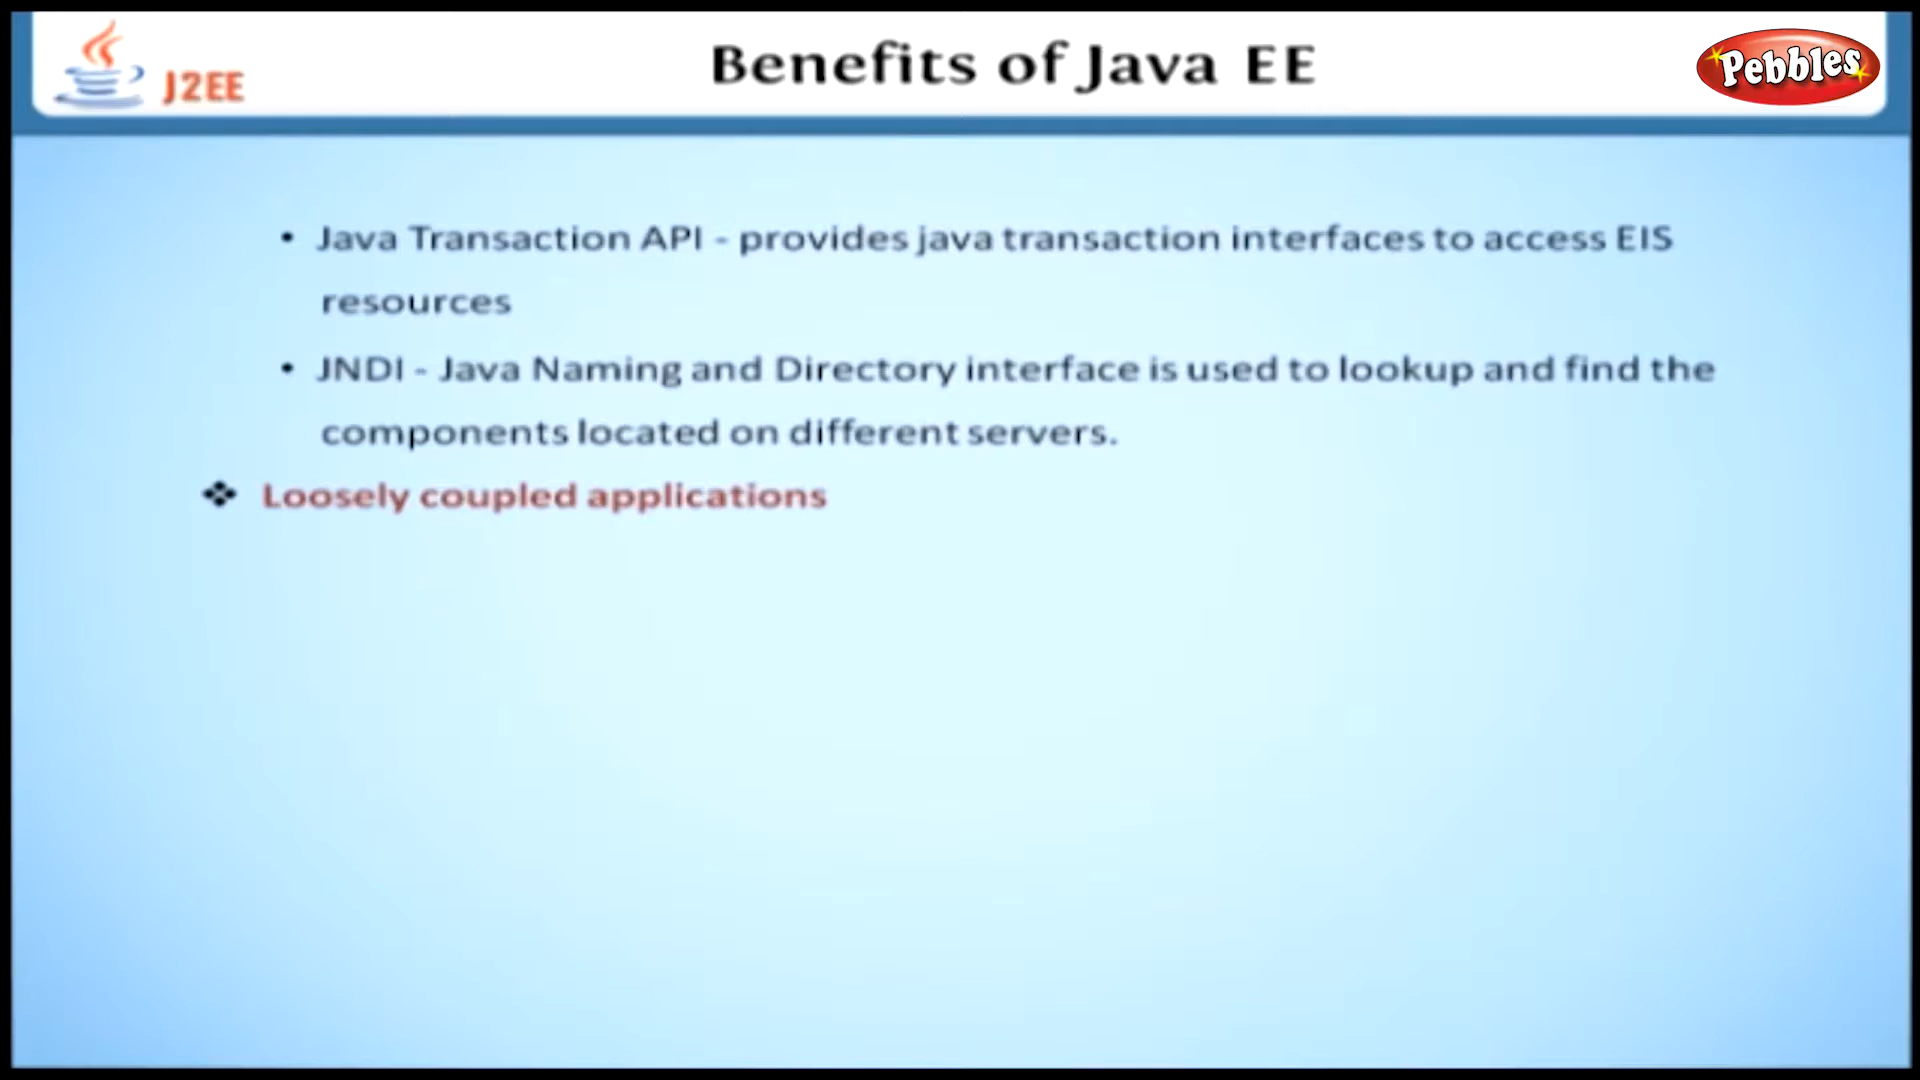 J2EE
Benefits of Java EE
Pebbles
• Java Transaction API - provides java transaction interfaces to access EIS
resources
• JNDI - Java Naming and Directory interface is used to lookup and find the
components located on different servers.
❖ Loosely coupled applications